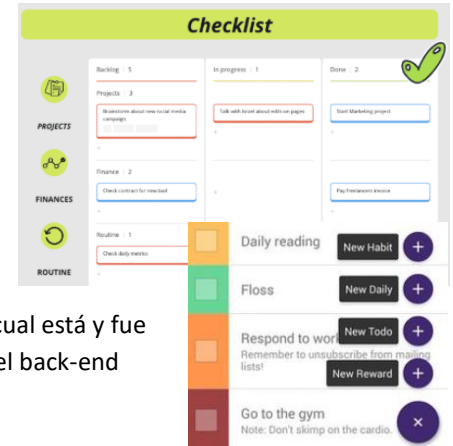 Checklist
Backlog | 5
In progress | 1
Done | 2
Projects | 3
Brainstorm about new social media
campaign
Talk with Israel about edits on pages
Start Marketing project
PROJECTS
Finance | 2
Check contract for new tool
Pay freelancers invoice
FINANCES
Routine | 1
Check daily metrics
ROUTINE
Daily reading
New Habit
Floss
New Daily
Respond to wor
New Todo
Remember to unsubscribe from mailing
lists!
New Reward
Go to the gym
Note: Don't skimp on the cardio.
cual está y fue
el back-end